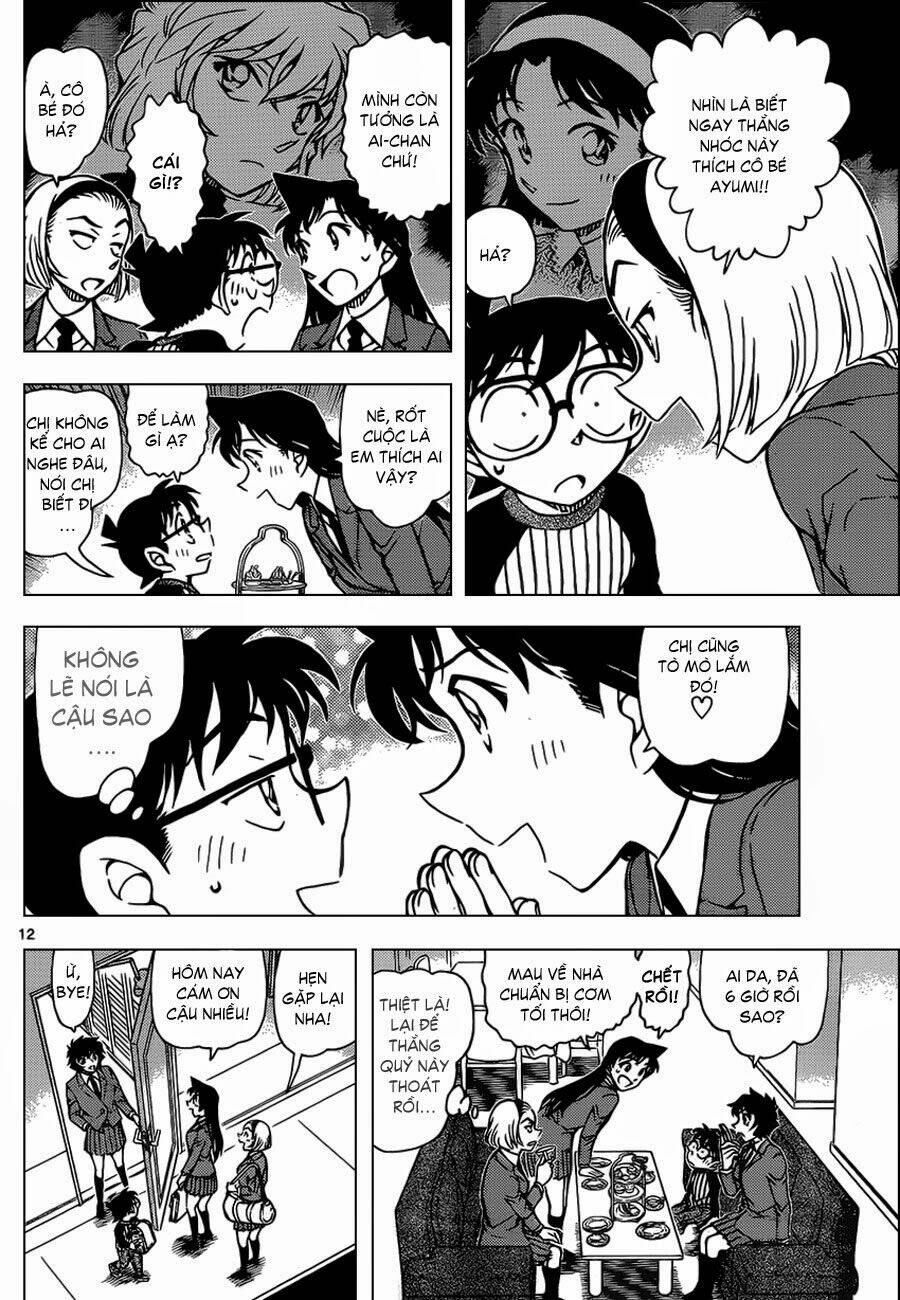 NHÌN LÀ BIẾT
NGAY THẰNG
NHÓC NÀY
THÍCH CÔ BÉ
AYUMI!!
HẢ?
MÌNH CÒN
TƯỞNG LÀ
AI-CHAN
CHỨ!
CÁI
GÌ!?
À, CÔ
BÉ ĐÓ
HẢ?
NÈ, RỐT
CUỘC LÀ
EM THÍCH AI
VẬY?
ĐỂ LÀM
GÌ Ạ?
CHỊ KHÔNG
KỂ CHO AI
NGHE ĐÂU,
NÓI CHỊ
BIẾT ĐI
...
CHỊ CŨNG
TÒ MÒ LẮM
ĐÓ!
♡
KHÔNG
LẼ NÓI LÀ
CẬU SAO
....
12
AI DA, ĐÃ
6 GIỜ RỒI
SAO?
CHẾT
RỒI!
MAU VỀ NHÀ
CHUẨN BỊ CƠM
TỐI THÔI!
THIỆT LÀ!
LẠI ĐỂ
THẰNG
QUỶ NÀY
THOÁT
RỒI...
HẸN
GẶP LẠI
NHA!
HÔM NAY
CÁM ƠN
CẬU NHIỀU!
Ừ,
BYE!